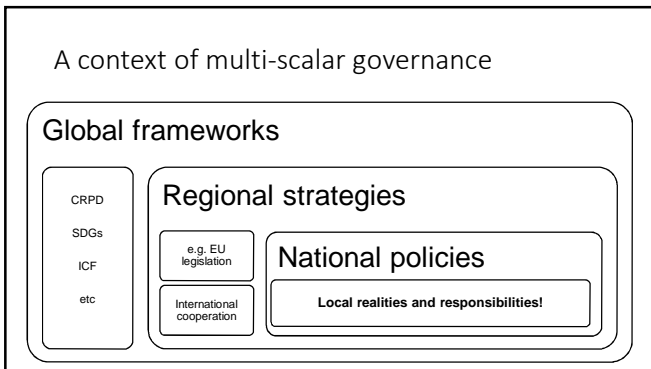 A context of multi-scalar governance
Global frameworks
CRPD
SDGs
ICF
etc
Regional strategies
e.g. EU
legislation
International
cooperation
National policies
Local realities and responsibilities!